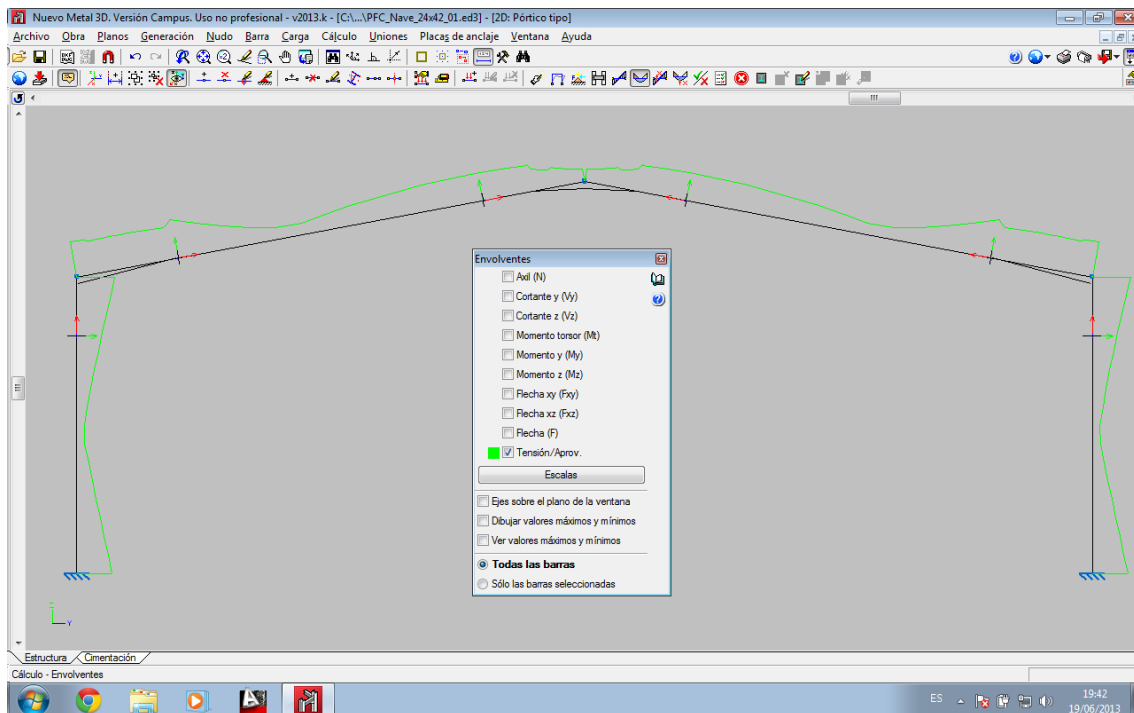 Nuevo Metal 3D. Versión Campus. Uso no profesional - v2013.k - [C:\...\PFC_Nave_24x42_01.ed3] - [2D: Pórtico tipo]
Archivo Obra Planos Generación Nudo Barra Carga Cálculo Uniones Placas de anclaje Ventana Ayuda
Envolventes
Axil (N)
Cortante y (Vy)
Cortante z (Vz)
Momento torsor (Mt)
Momento y (My)
Momento z (Mz)
Flecha xy (Fxy)
Flecha xz (Fxz)
Flecha (F)
Tensión/Aprov.
Escalas
Ejes sobre el plano de la ventana
Dibujar valores máximos y mínimos
Ver valores máximos y mínimos
Todas las barras
Sólo las barras seleccionadas
Y
Estructura Cimentación
Cálculo - Envolventes
ES
19:42
19/06/2013